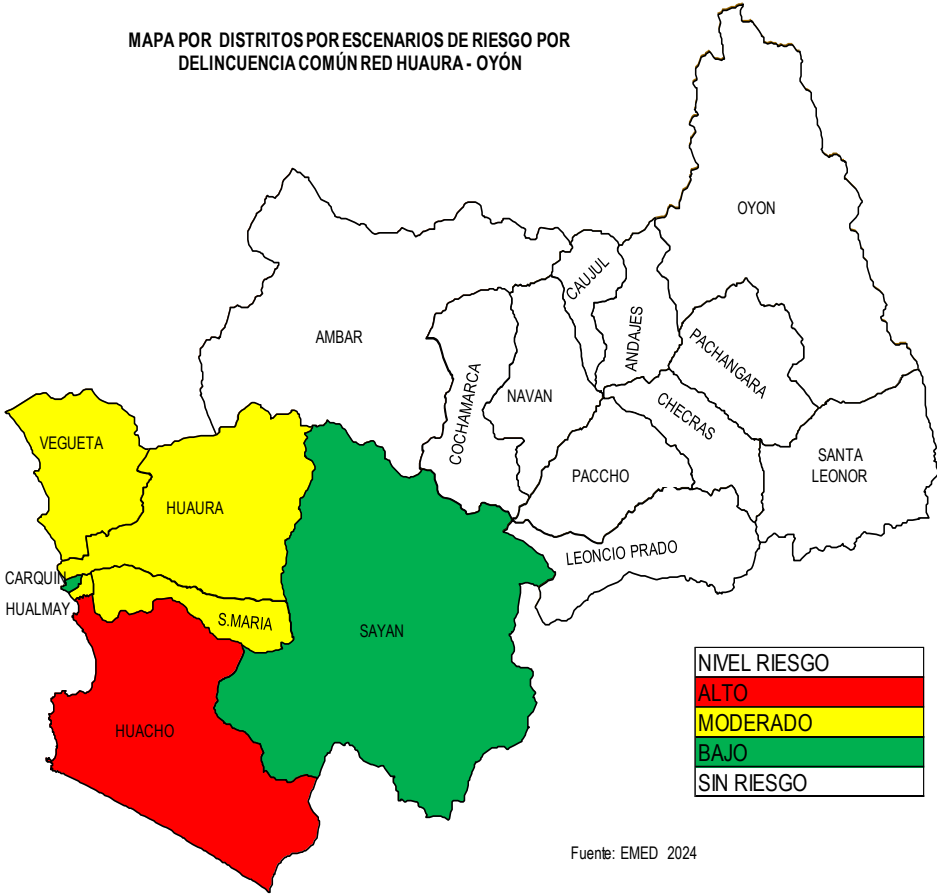 MAPA POR DISTRITOS POR ESCENARIOS DE RIESGO POR
DELINCUENCIA COMÚN RED HUAURA - OYÓN
OYON
CAUJUL
ANDAJES
AMBAR
PACHANGARA
COCHAMARCA
NAVAN
CHECRAS
VEGUETA
SANTA
LEONOR
PACCHO
HUAURA
LEONCIO PRADO
CARQUIN
HUALMAY
S.MARIA
SAYAN
HUACHO
NIVEL RIESGO
ALTO
MODERADO
BAJO
SIN RIESGO
Fuente: EMED 2024